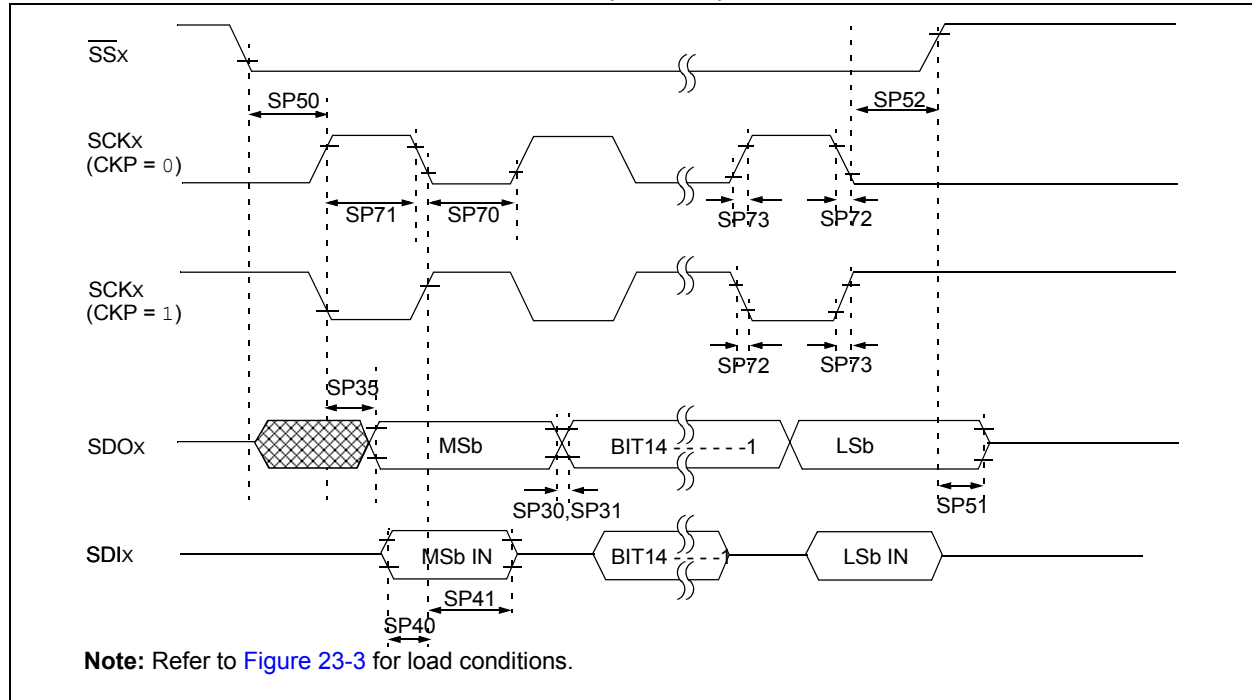 SSx
SP50
SP52
SCKx
(CKP = 0)
SP71
SP70
SP73
SP72
SCKx
(CKP = 1)
SP72
SP73
SP35
SDOx
MSb
BIT14 - - - - - -1
LSb
SP30,SP31
SP51
SDIx
MSb IN
BIT14 - - - - -1
LSb IN
SP41
SP40
Note: Refer to Figure 23-3 for load conditions.